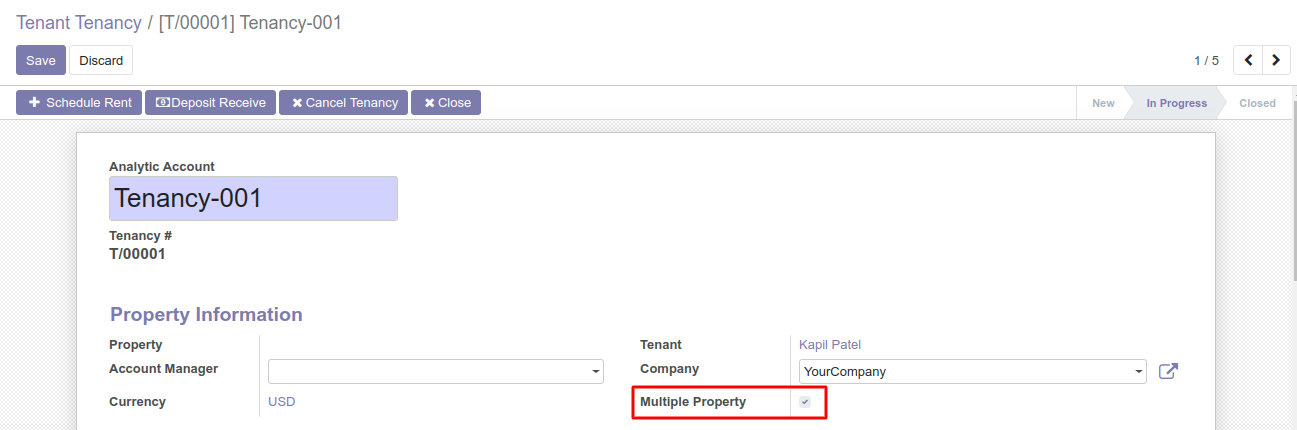 Tenant Tenancy / [T/00001] Tenancy-001
Save Discard 1 / 5
Schedule Rent Deposit Receive Cancel Tenancy Close New In Progress Closed
Analytic Account
Tenancy-001
Tenancy #
T/00001
Property Information
Property Tenant Kapil Patel
Account Manager Company YourCompany
Currency USD Multiple Property